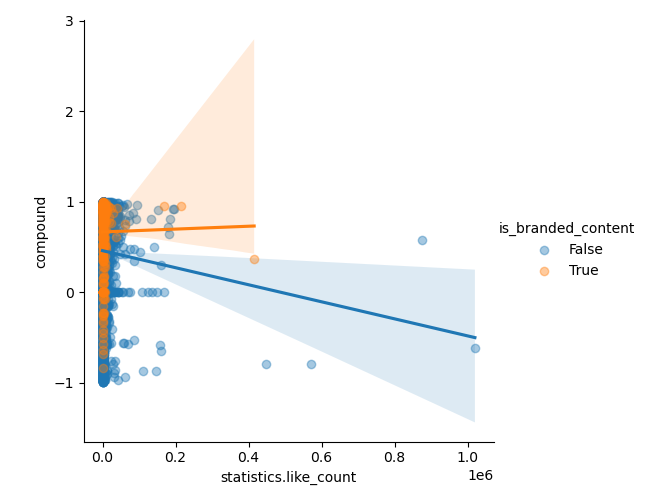 3
2
1
0
−1
compound
0.0 0.2 0.4 0.6 0.8 1.0
1e6
statistics.like_count
is_branded_content
False
True